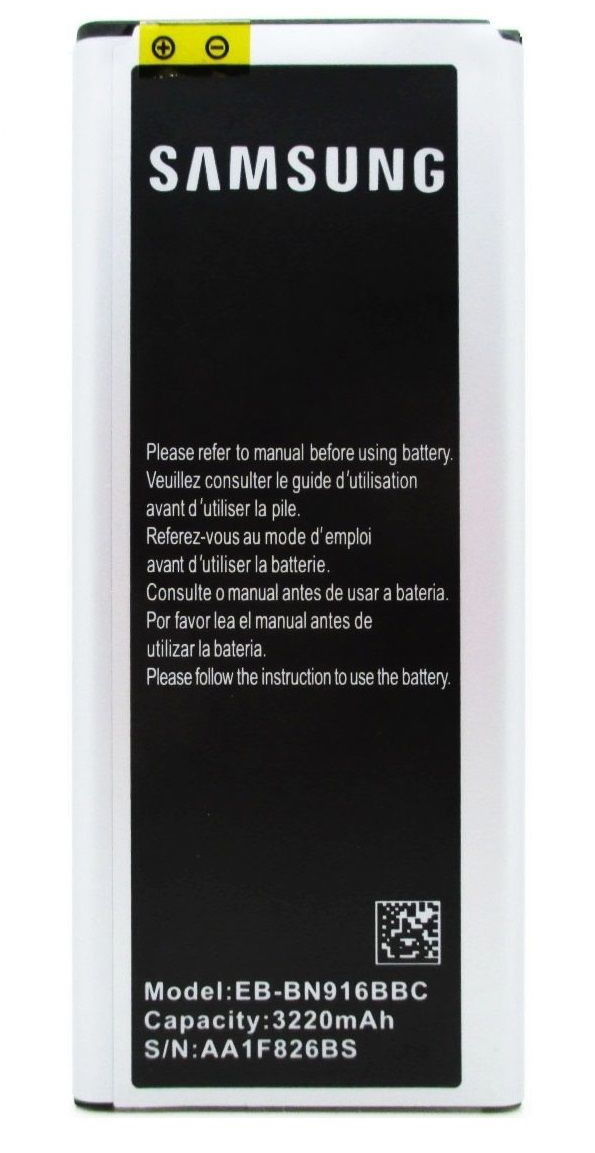 SAMSUNG
Please refer to manual before using battery.
Veuillez consulter le guide d'utilisation
avant d'utiliser la pile.
Referez-vous au mode d'emploi
avant d'utiliser la batterie.
Consulte o manual antes de usar a bateria.
Por favor lea el manual antes de
utilizar la bateria.
Please follow the instruction to use the battery.
Model:EB-BN916BBC
Capacity:3220mAh
S/N:AA1F826BS